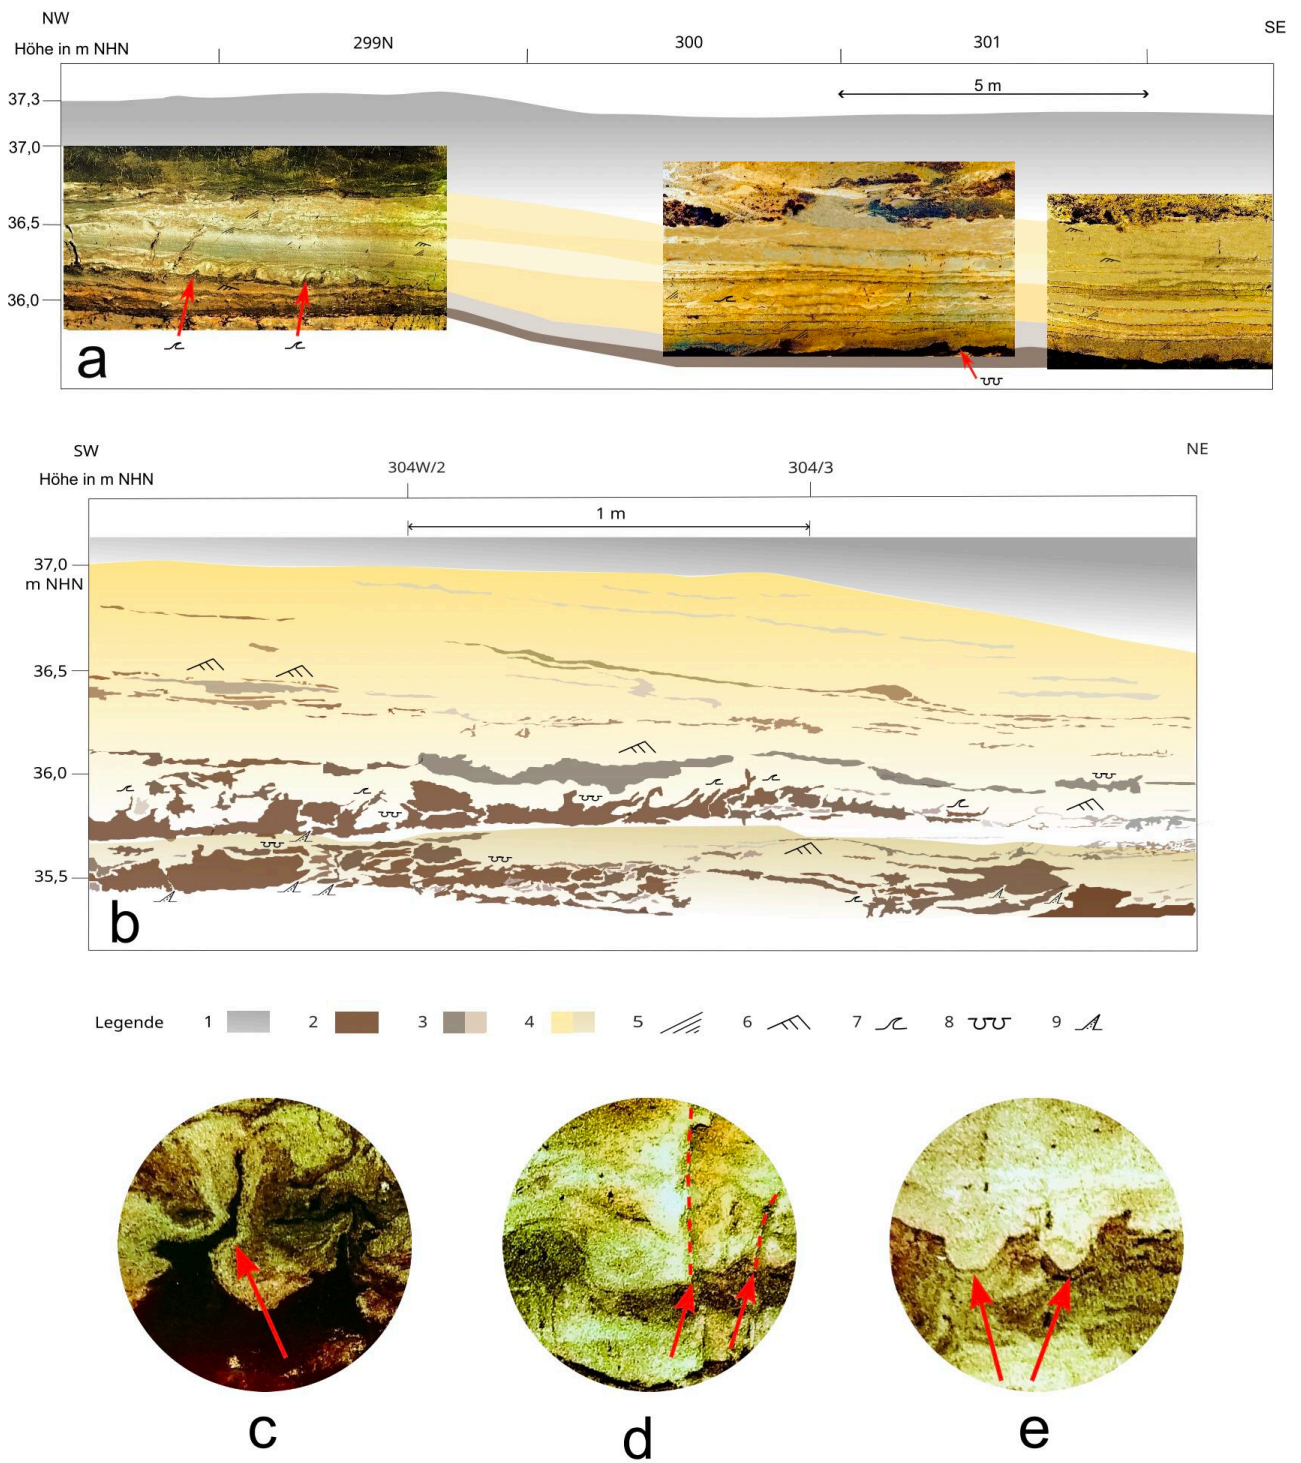 NW
SE
Höhe in m NHN
299N
300
301
5 m
37,3
37,0
36,5
36,0
a
SW
NE
Höhe in m NHN
304W/2
304/3
1 m
37,0
m NHN
36,5
36,0
35,5
b
Legende 1 2 3 4 5 6 7 8 9
c
d
e